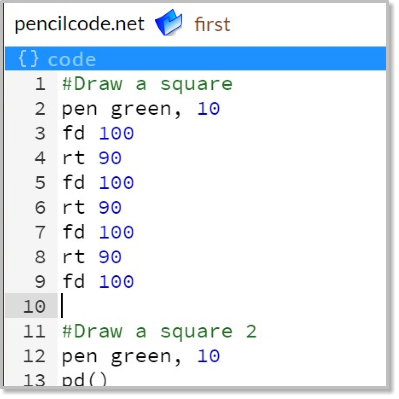 pencilcode.net first
{} code
1 #Draw a square
2 pen green, 10
3 fd 100
4 rt 90
5 fd 100
6 rt 90
7 fd 100
8 rt 90
9 fd 100
10
11 #Draw a square 2
12 pen green, 10
13 pd()